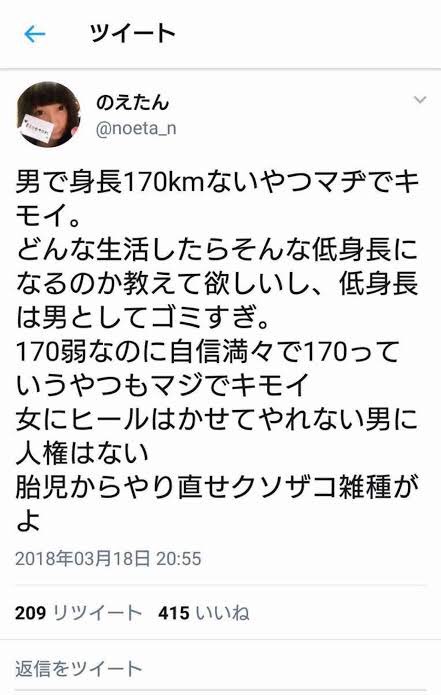 ツイート
のえたん
@noeta_n
男で身長170kmないやつマヂでキ
モイ。
どんな生活したらそんな低身長に
なるのか教えて欲しいし、低身長
は男としてゴミすぎ。
170弱なのに自信満々で170って
いうやつもマジでキモイ
女にヒールはかせてやれない男に
人権はない
胎児からやり直せクソザコ雑種が
よ
2018年03月18日 20:55
209 リツイート 415 いいね
返信をツイート